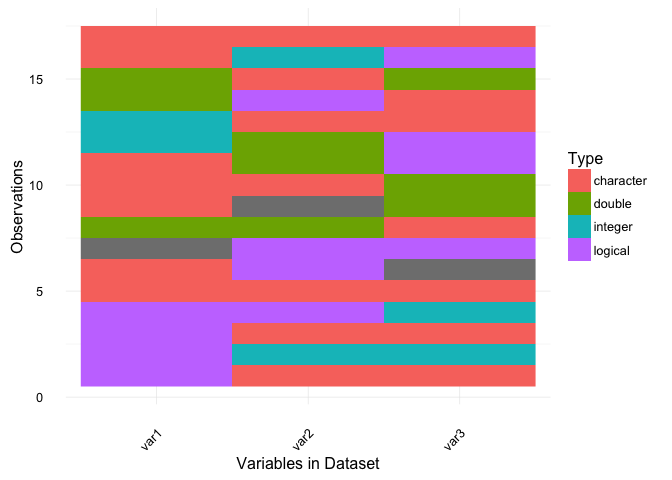 Observations
15
10
5
0
var1
var2
var3
Variables in Dataset
Type
character
double
integer
logical